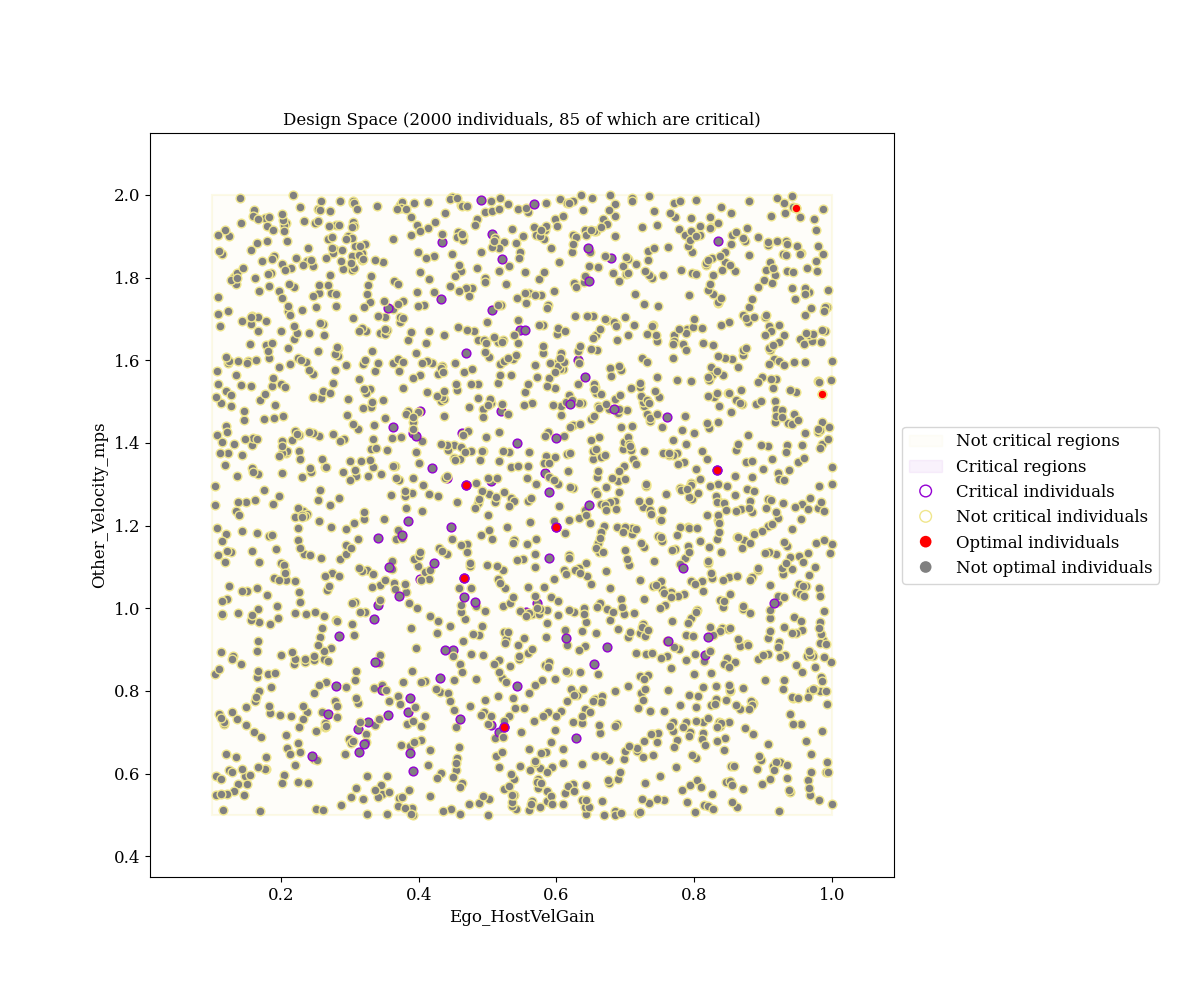 Design Space (2000 individuals, 85 of which are critical)
2.0
1.8
1.6
1.4
1.2
1.0
0.8
0.6
0.4
Other_Velocity_mps
0.2
0.4
0.6
0.8
1.0
Ego_HostVelGain
Not critical regions
Critical regions
Critical individuals
Not critical individuals
Optimal individuals
Not optimal individuals